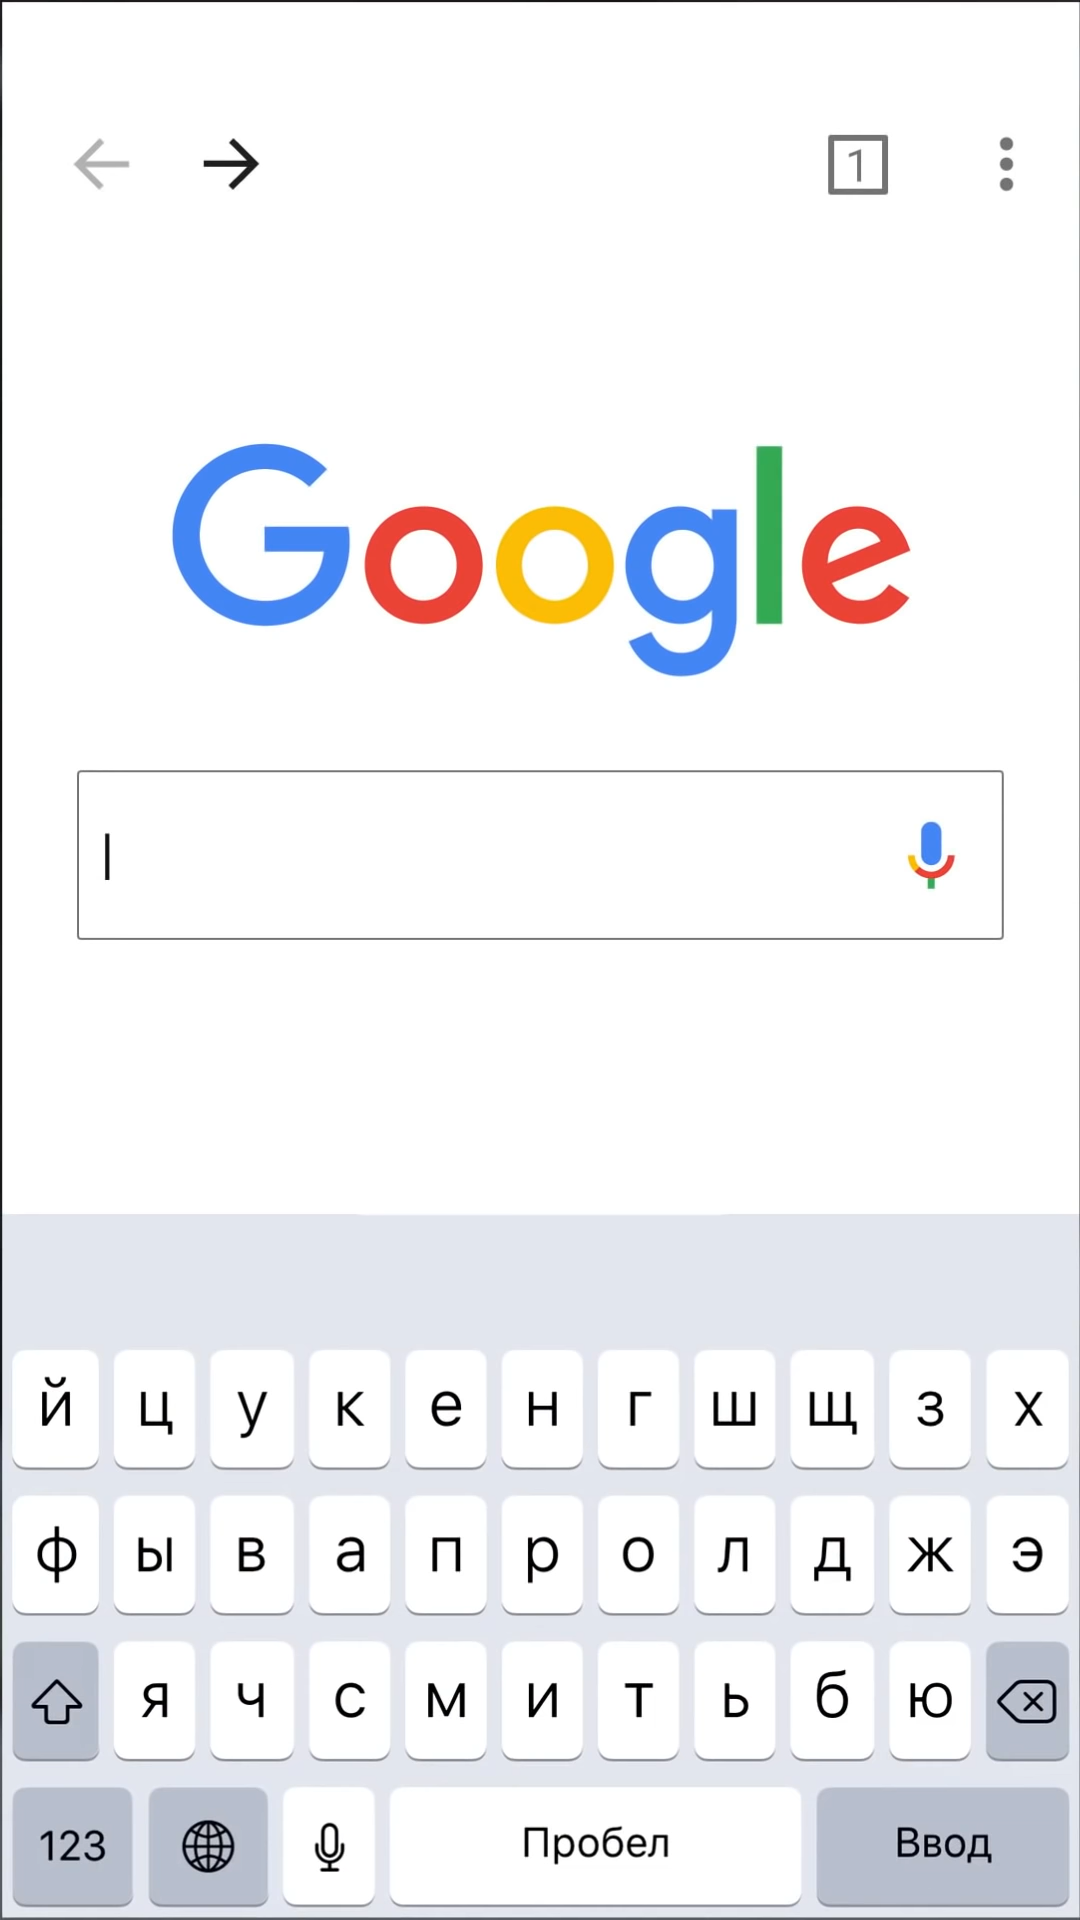 1
Google
й ц у к е н г ш щ з х
ф ы в а п р о л д ж э
я ч с м и т ь б ю
123 Пробел Ввод